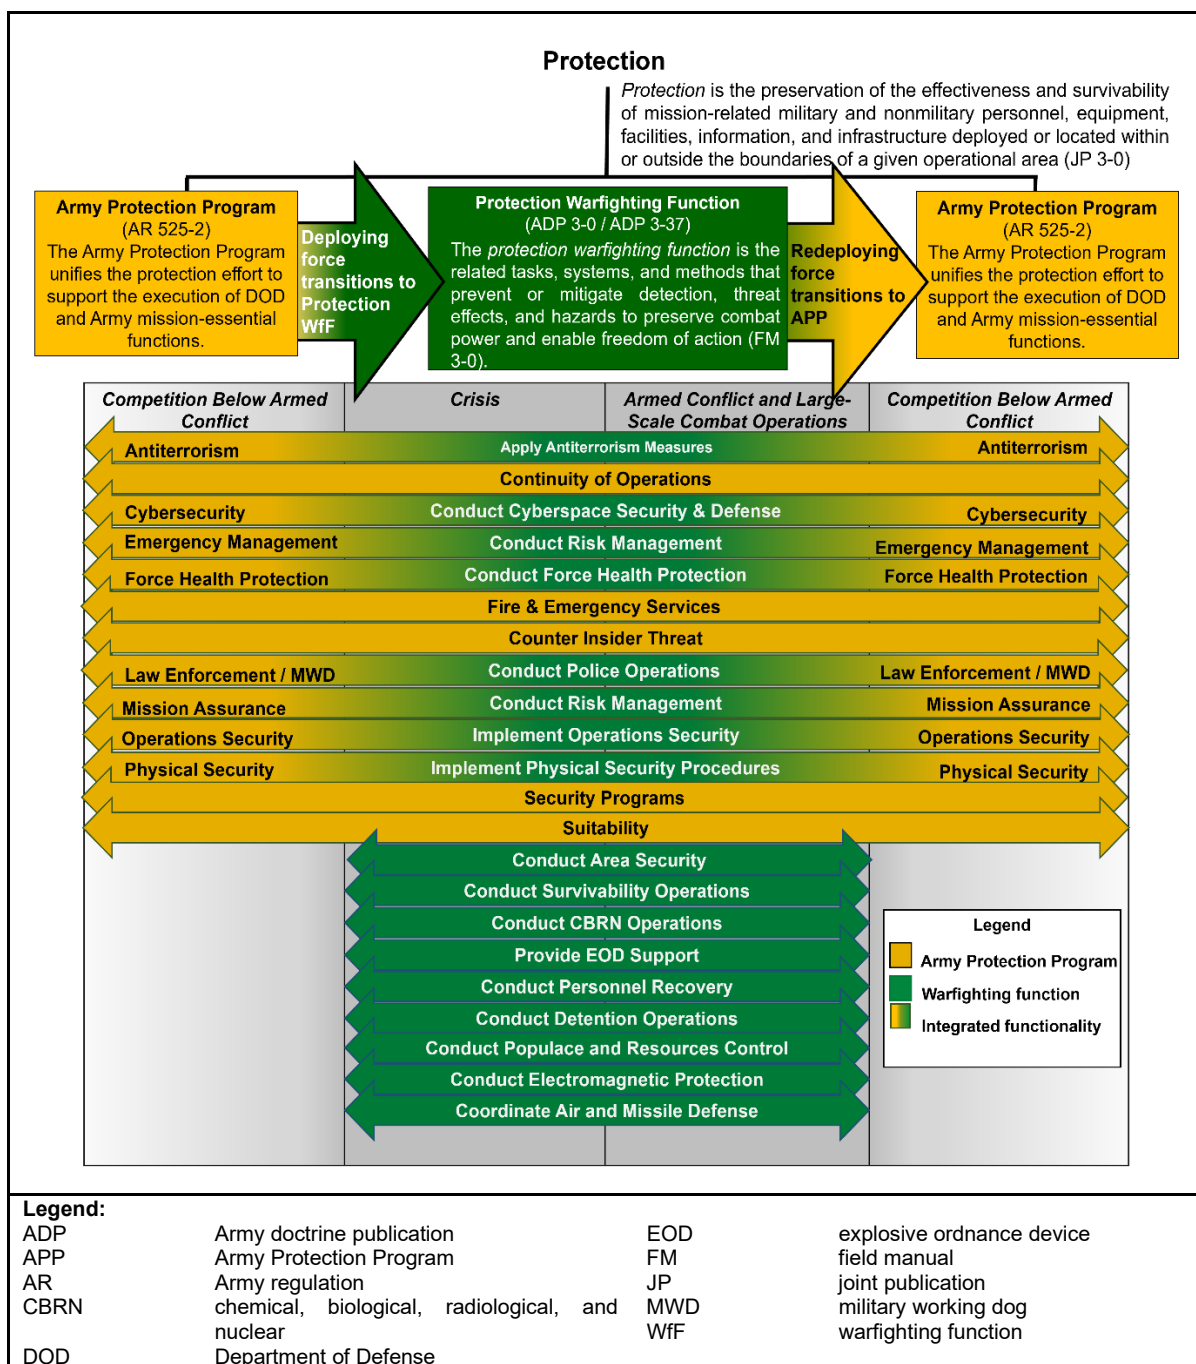 Protection
Protection is the preservation of the effectiveness and survivability
of mission-related military and nonmilitary personnel, equipment,
facilities, information, and infrastructure deployed or located within
or outside the boundaries of a given operational area (JP 3-0)
Army Protection Program
(AR 525-2)
The Army Protection Program
unifies the protection effort to
support the execution of DOD
and Army mission-essential
functions.
Deploying
force
transitions to
Protection
WfF
Protection Warfighting Function
(ADP 3-0 / ADP 3-37)
The protection warfighting function is the
related tasks, systems, and methods that
prevent or mitigate detection, threat
effects, and hazards to preserve combat
power and enable freedom of action (FM
3-0).
Redeploying
force
transitions to
APP
Army Protection Program
(AR 525-2)
The Army Protection Program
unifies the protection effort to
support the execution of DOD
and Army mission-essential
functions.
Competition Below Armed
Conflict
Crisis
Armed Conflict and Large-
Scale Combat Operations
Competition Below Armed
Conflict
Antiterrorism Apply Antiterrorism Measures Antiterrorism
Continuity of Operations
Cybersecurity Conduct Cyberspace Security & Defense Cybersecurity
Emergency Management Conduct Risk Management Emergency Management
Force Health Protection Conduct Force Health Protection Force Health Protection
Fire & Emergency Services
Counter Insider Threat
Law Enforcement / MWD Conduct Police Operations Law Enforcement / MWD
Mission Assurance Conduct Risk Management Mission Assurance
Operations Security Implement Operations Security Operations Security
Physical Security Implement Physical Security Procedures Physical Security
Security Programs
Suitability
Conduct Area Security
Conduct Survivability Operations
Conduct CBRN Operations
Provide EOD Support
Conduct Personnel Recovery
Conduct Detention Operations
Conduct Populace and Resources Control
Conduct Electromagnetic Protection
Coordinate Air and Missile Defense
Legend
Army Protection Program
Warfighting function
Integrated functionality
Legend:
ADP Army doctrine publication
APP Army Protection Program
AR Army regulation
CBRN chemical, biological, radiological, and
nuclear
DOD Department of Defense
EOD explosive ordnance device
FM field manual
JP joint publication
MWD military working dog
WfF warfighting function